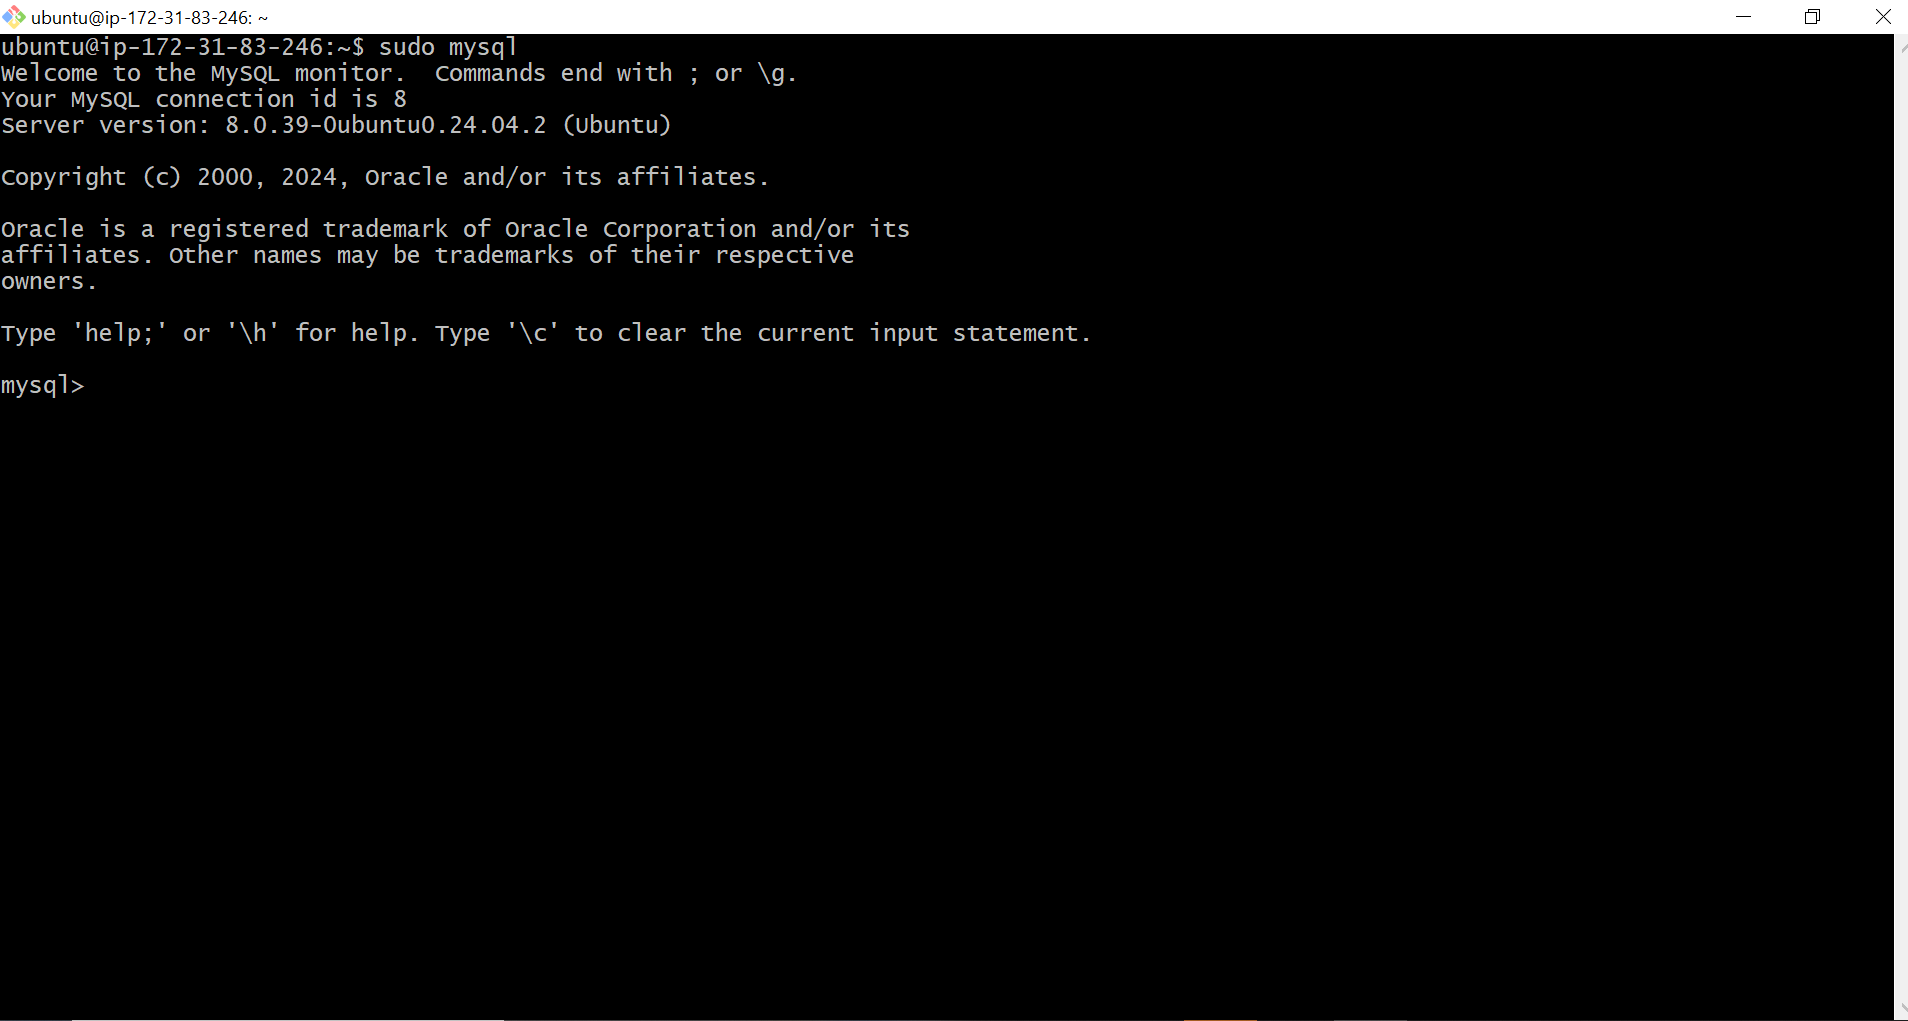 ubuntu@ip-172-31-83-246: ~
ubuntu@ip-172-31-83-246:~$ sudo mysql
Welcome to the MySQL monitor.  Commands end with ; or \g.
Your MySQL connection id is 8
Server version: 8.0.39-0ubuntu0.24.04.2 (Ubuntu)
Copyright (c) 2000, 2024, Oracle and/or its affiliates.
Oracle is a registered trademark of Oracle Corporation and/or its
affiliates. Other names may be trademarks of their respective
owners.
Type 'help;' or '\h' for help. Type '\c' to clear the current input statement.
mysql>